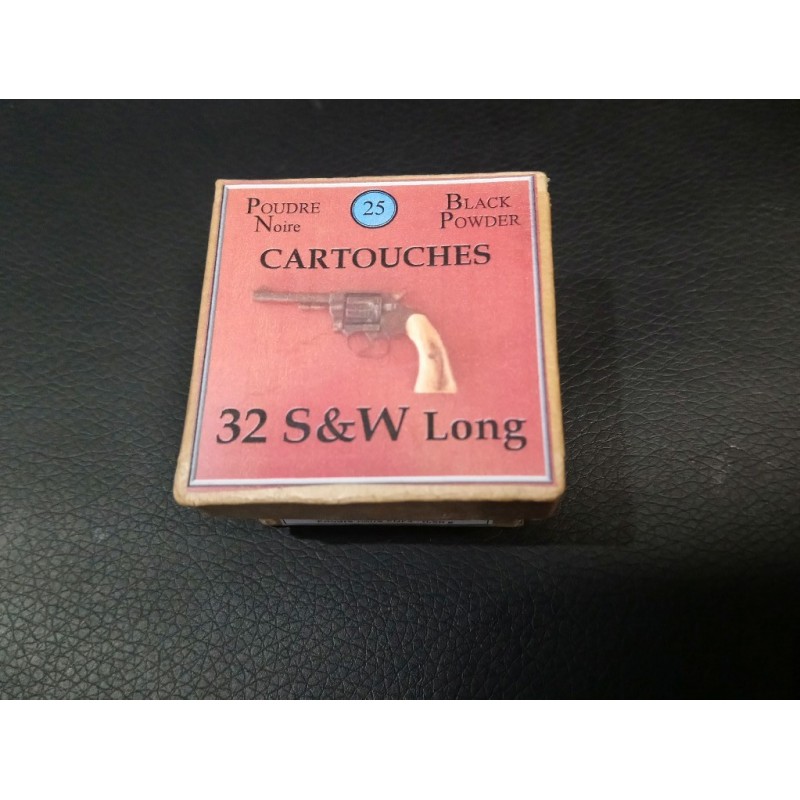 POUDRE
NOIRE
25
BLACK
POWDER
CARTOUCHES
32 S&W LONG